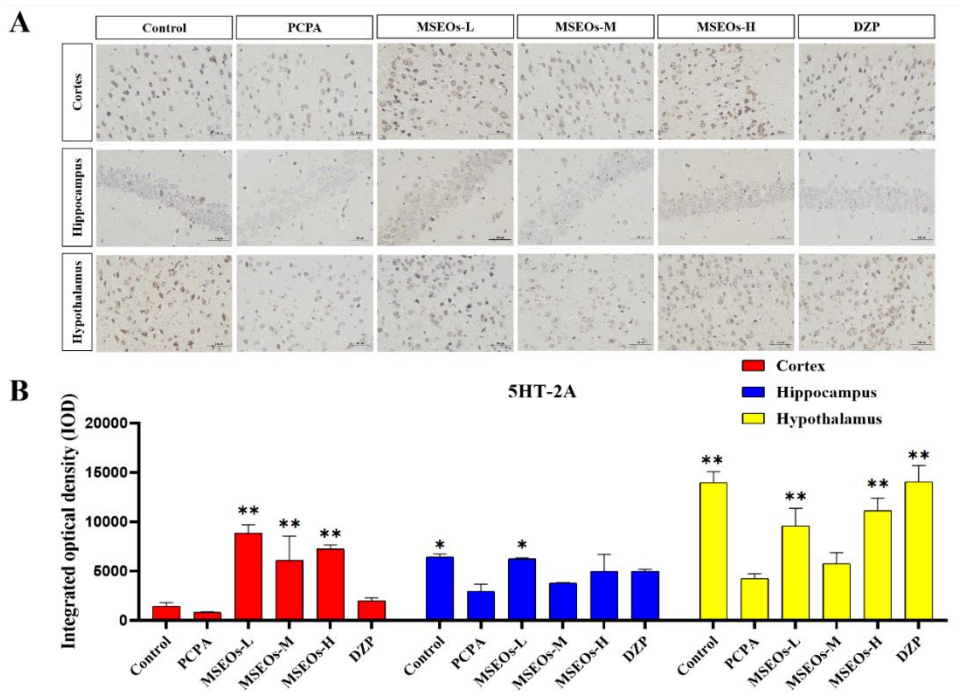 A
Control PCPA MSEOs-L MSEOs-M MSEOs-H DZP
Cortes
Hippocampus
Hypothalamus
B
5HT-2A
Cortex
Hippocampus
Hypothalamus
Integrated optical density (IOD)
20000
15000
10000
5000
0
** ** ** * * ** ** ** **
Control PCPA MSEOs-L MSEOs-M MSEOs-H DZP Control PCPA MSEOs-L MSEOs-M MSEOs-H DZP Control PCPA MSEOs-L MSEOs-M MSEOs-H DZP